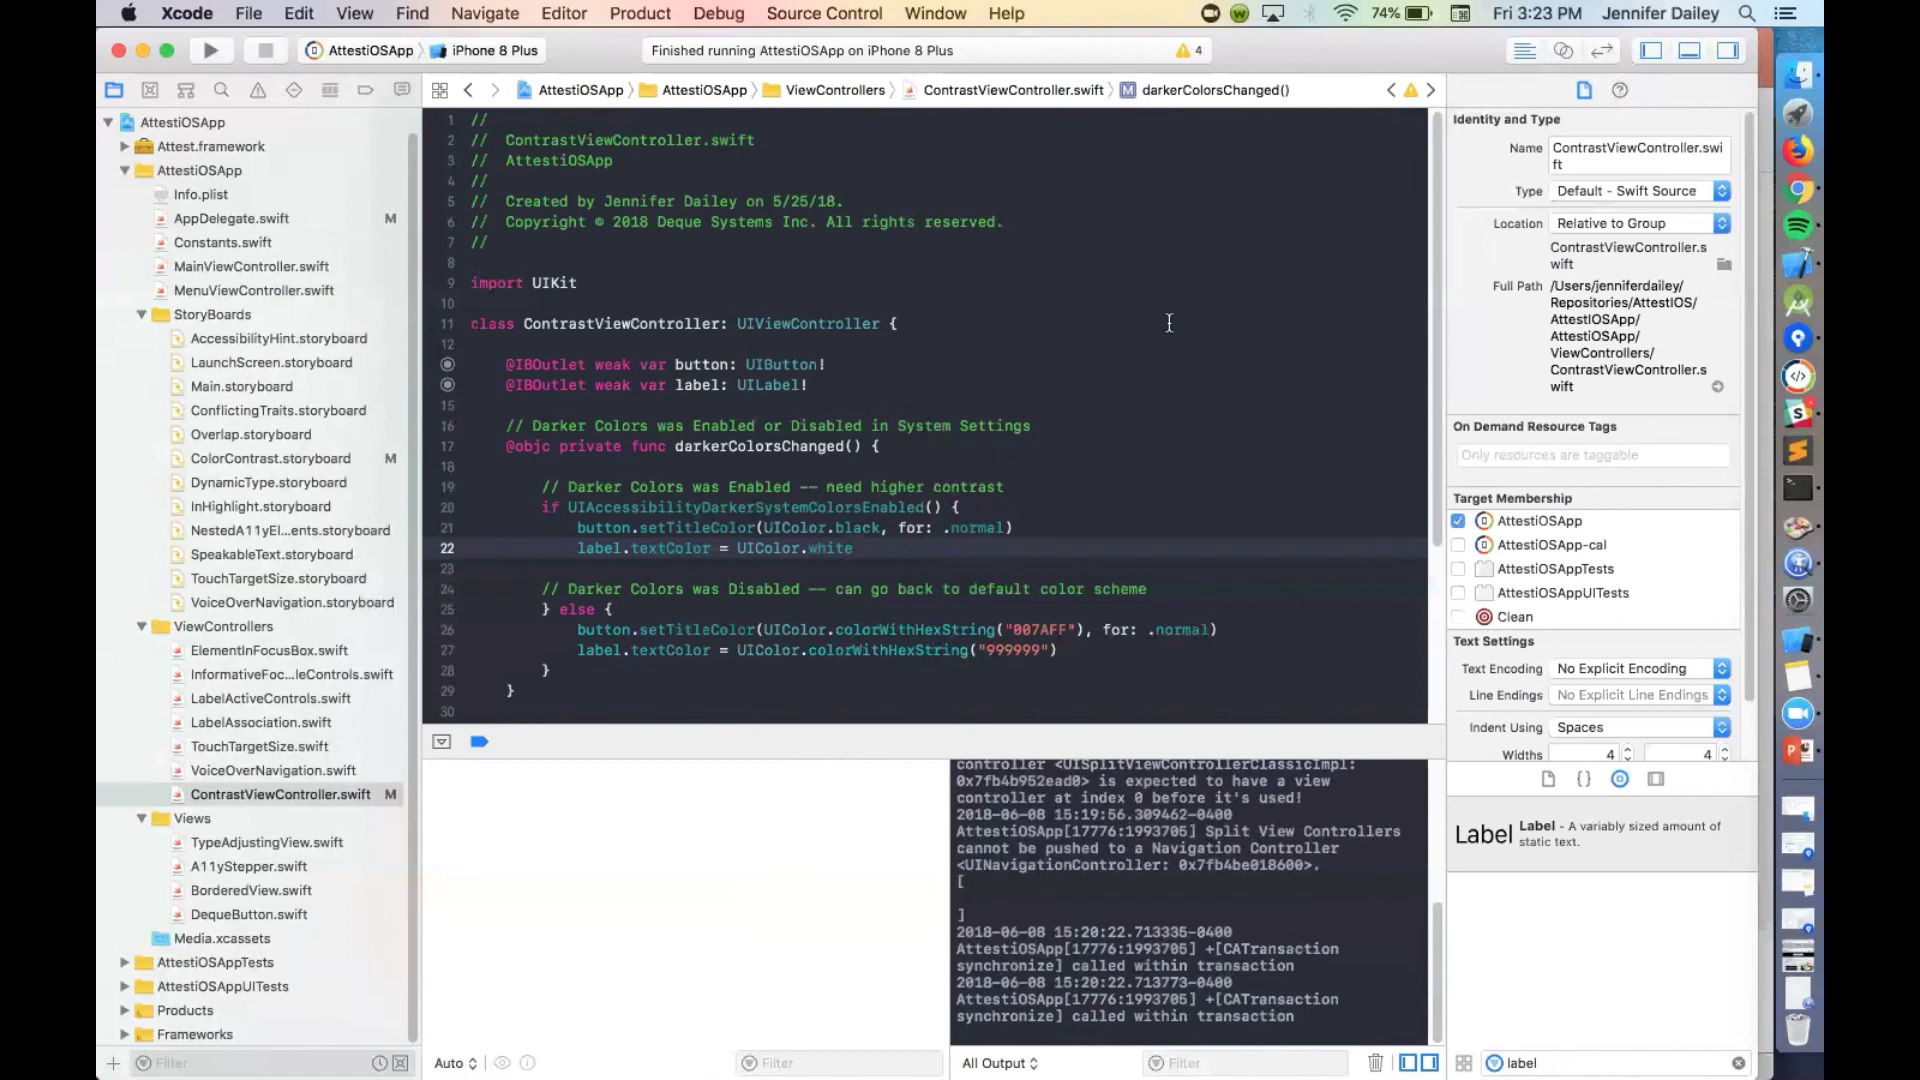 Xcode File Edit View Find Navigate Editor Product Debug Source Control Window Help
74% Fri 3:23 PM Jennifer Dailey
AttestiOSApp iPhone 8 Plus
Finished running AttestiOSApp on iPhone 8 Plus
4
AttestiOSApp AttestiOSApp ViewControllers ContrastViewController.swift M darkerColorsChanged()
AttestiOSApp
Attest.framework
AttestiOSApp
Info.plist
AppDelegate.swift M
Constants.swift
MainViewController.swift
MenuViewController.swift
StoryBoards
AccessibilityHint.storyboard
LaunchScreen.storyboard
Main.storyboard
ConflictingTraits.storyboard
Overlap.storyboard
ColorContrast.storyboard M
DynamicType.storyboard
InHighlight.storyboard
NestedA11yEl...ents.storyboard
SpeakableText.storyboard
TouchTargetSize.storyboard
VoiceOverNavigation.storyboard
ViewControllers
ElementInFocusBox.swift
InformativeFoc...leControls.swift
LabelActiveControls.swift
LabelAssociation.swift
TouchTargetSize.swift
VoiceOverNavigation.swift
ContrastViewController.swift M
Views
TypeAdjustingView.swift
A11yStepper.swift
BorderedView.swift
DequeButton.swift
Media.xcassets
AttestiOSAppTests
AttestiOSAppUITests
Products
Frameworks
Filter
1 //
2 // ContrastViewController.swift
3 // AttestiOSApp
4 //
5 // Created by Jennifer Dailey on 5/25/18.
6 // Copyright © 2018 Deque Systems Inc. All rights reserved.
7 //
8
9 import UIKit
10
11 class ContrastViewController: UIViewController {
12
@IBOutlet weak var button: UIButton!
@IBOutlet weak var label: UILabel!
15
16 // Darker Colors was Enabled or Disabled in System Settings
17 @objc private func darkerColorsChanged() {
18
19 // Darker Colors was Enabled -- need higher contrast
20 if UIAccessibilityDarkerSystemColorsEnabled() {
21 button.setTitleColor(UIColor.black, for: .normal)
22 label.textColor = UIColor.white
23
24 // Darker Colors was Disabled -- can go back to default color scheme
25 } else {
26 button.setTitleColor(UIColor.colorWithHexString("007AFF"), for: .normal)
27 label.textColor = UIColor.colorWithHexString("999999")
28 }
29 }
30
controller <UISplitViewControllerClassicImpl:
0x7fb4b952ead0> is expected to have a view
controller at index 0 before it's used!
2018-06-08 15:19:56.309462-0400
AttestiOSApp[17776:1993705] Split View Controllers
cannot be pushed to a Navigation Controller
<UINavigationController: 0x7fb4be018600>.
[
]
2018-06-08 15:20:22.713335-0400
AttestiOSApp[17776:1993705] +[CATransaction
synchronize] called within transaction
2018-06-08 15:20:22.713773-0400
AttestiOSApp[17776:1993705] +[CATransaction
synchronize] called within transaction
Auto Filter
All Output Filter
Identity and Type
Name ContrastViewController.swi
ft
Type Default - Swift Source
Location Relative to Group
ContrastViewController.s
wift
Full Path /Users/jenniferdailey/
Repositories/AttestIOS/
AttestIOSApp/
AttestiOSApp/
ViewControllers/
ContrastViewController.s
wift
On Demand Resource Tags
Only resources are taggable
Target Membership
AttestiOSApp
AttestiOSApp-cal
AttestiOSAppTests
AttestiOSAppUITests
Clean
Text Settings
Text Encoding No Explicit Encoding
Line Endings No Explicit Line Endings
Indent Using Spaces
Widths 4 4
{ }
Label Label - A variably sized amount of
static text.
label